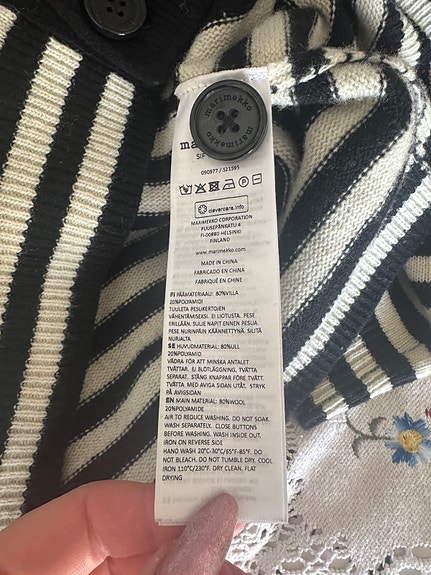 marimekko
marimekko
090977 / 521395
clevercare.info
MARIMEKKO CORPORATION
PUUSEPÄNKATU 4
FI-00880 HELSINKI
FINLAND
www.marimekko.com
MADE IN CHINA
FABRICADO EN CHINA
FABRIQUÉ EN CHINE
FI PÄÄMATERIAALI: 80%VILLA
20%POLYAMIDI
TUULETA PESUKERTOJEN
VÄHENTÄMISEKSI. EI LIOTUSTA. PESE
ERILLÄÄN. SULJE NAPIT ENNEN PESUA.
PESE NURINPÄIN KÄÄNNETTYNÄ. SILITÄ
NURJALTA
SE HUVUDMATERIAL: 80%ULL
20%POLYAMID
VÄDRA FÖR ATT MINSKA ANTALET
TVÄTTAR. EJ BLÖTLÄGGNING. TVÄTTA
SEPARAT. STÄNG KNAPPAR FÖRE TVÄTT.
TVÄTTA MED AVIGA SIDAN UTÅT. STRYK
PÅ AVIGSIDAN
EN MAIN MATERIAL: 80%WOOL
20%POLYAMIDE
AIR TO REDUCE WASHING. DO NOT SOAK.
WASH SEPARATELY. CLOSE BUTTONS
BEFORE WASHING. WASH INSIDE OUT.
IRON ON REVERSE SIDE
HAND WASH 20°C-30°C/65°F-85°F. DO
NOT BLEACH. DO NOT TUMBLE DRY. COOL
IRON 110°C/230°F. DRY CLEAN. FLAT
DRYING